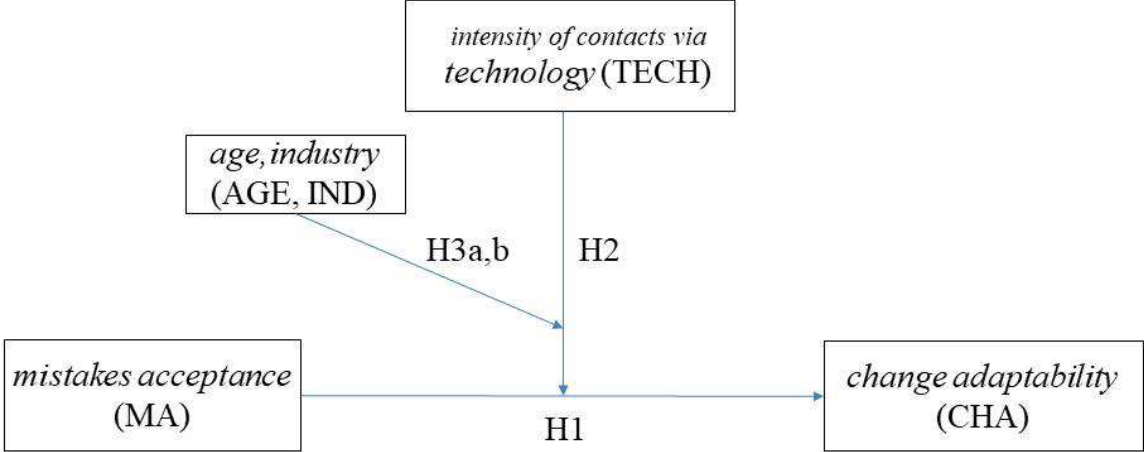 intensity of contacts via
technology (TECH)
age, industry
(AGE, IND)
H3a,b
H2
mistakes acceptance
(MA)
change adaptability
(CHA)
H1